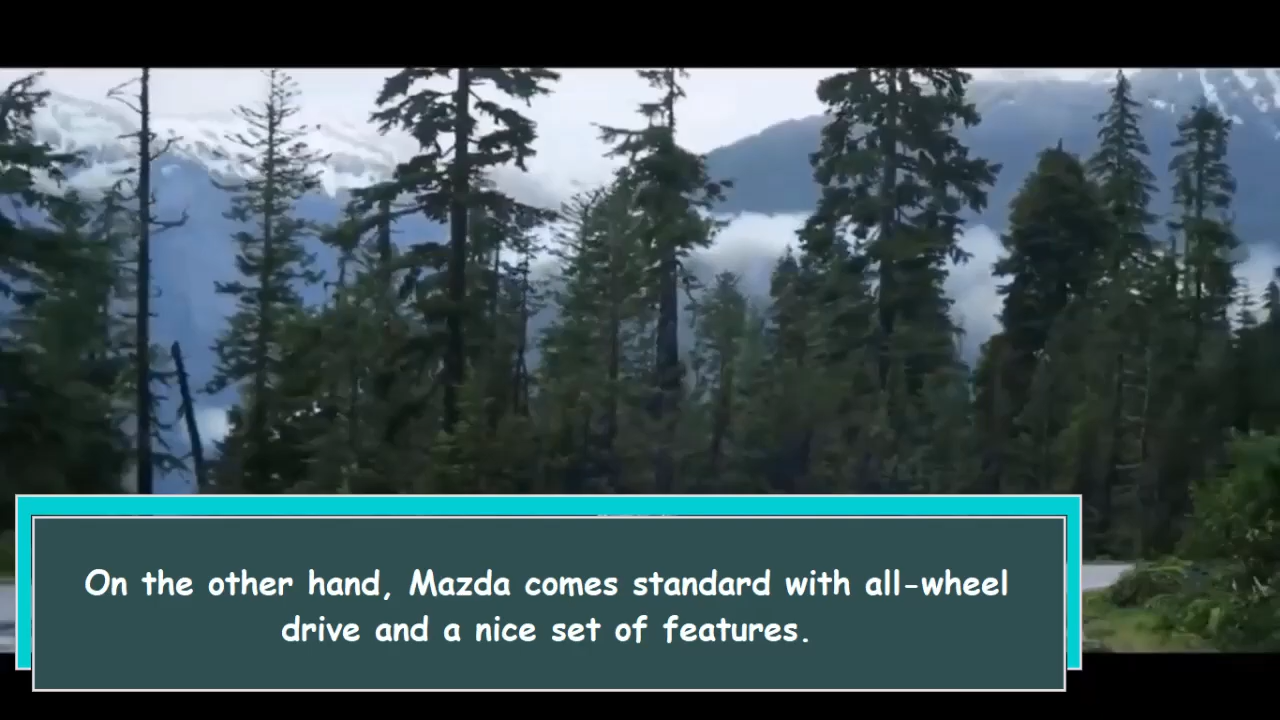 On the other hand, Mazda comes standard with all-wheel
drive and a nice set of features.